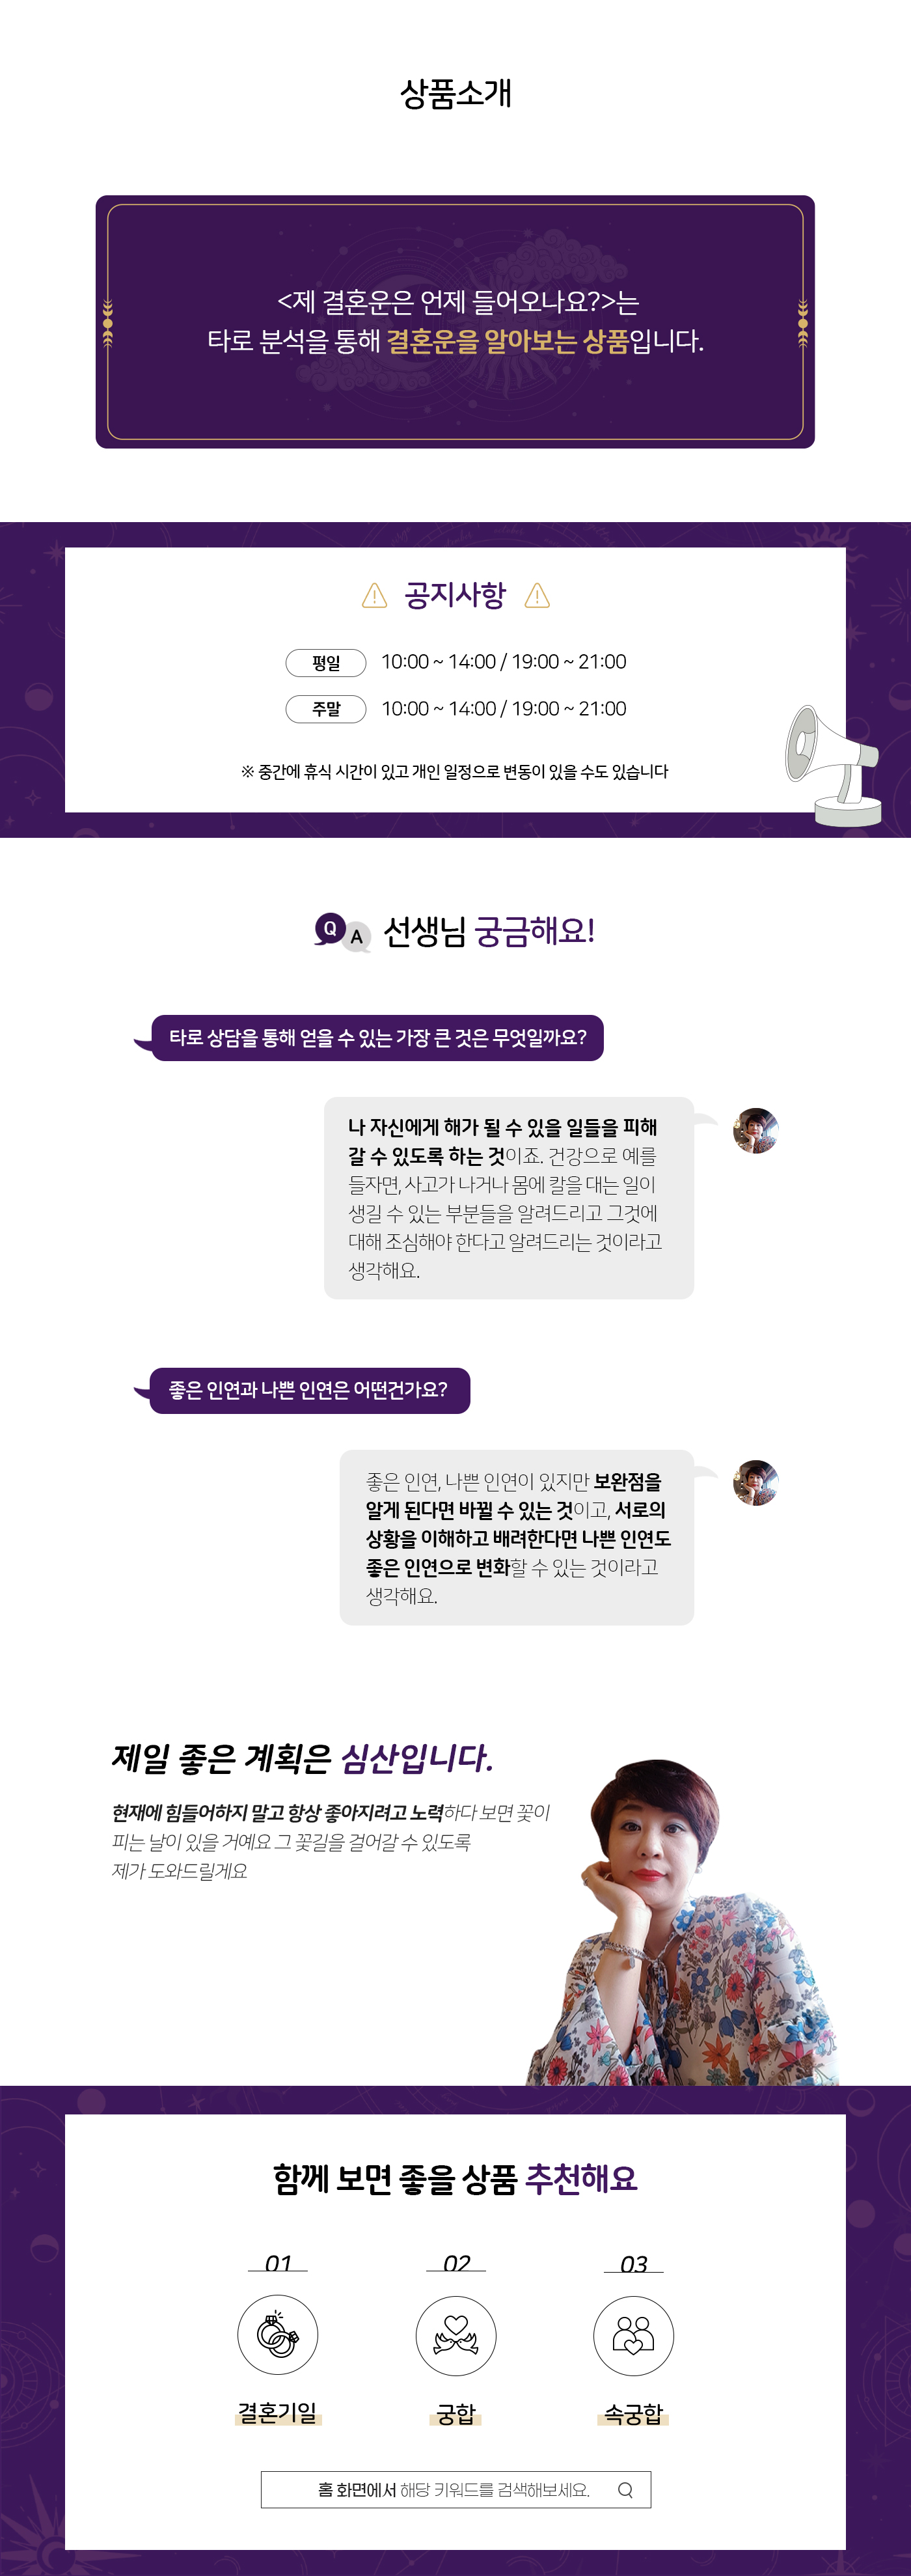 상품소개
<제 결혼운은 언제 들어오나요?>는
타로 분석을 통해 결혼운을 알아보는 상품입니다.
공지사항
평일 10:00 ~ 14:00 / 19:00 ~ 21:00
주말 10:00 ~ 14:00 / 19:00 ~ 21:00
※ 중간에 휴식 시간이 있고 개인 일정으로 변동이 있을 수도 있습니다
Q A 선생님 궁금해요!
타로 상담을 통해 얻을 수 있는 가장 큰 것은 무엇일까요?
나 자신에게 해가 될 수 있을 일들을 피해
갈 수 있도록 하는 것이죠. 건강으로 예를
들자면, 사고가 나거나 몸에 칼을 대는 일이
생길 수 있는 부분들을 알려드리고 그것에
대해 조심해야 한다고 알려드리는 것이라고
생각해요.
좋은 인연과 나쁜 인연은 어떤건가요?
좋은 인연, 나쁜 인연이 있지만 보완점을
알게 된다면 바뀔 수 있는 것이고, 서로의
상황을 이해하고 배려한다면 나쁜 인연도
좋은 인연으로 변화할 수 있는 것이라고
생각해요.
제일 좋은 계획은 심산입니다.
현재에 힘들어하지 말고 항상 좋아지려고 노력하다 보면 꽃이
피는 날이 있을 거예요 그 꽃길을 걸어갈 수 있도록
제가 도와드릴게요
함께 보면 좋을 상품 추천해요
01 02 03
결혼기일 궁합 속궁합
홈 화면에서 해당 키워드를 검색해보세요.